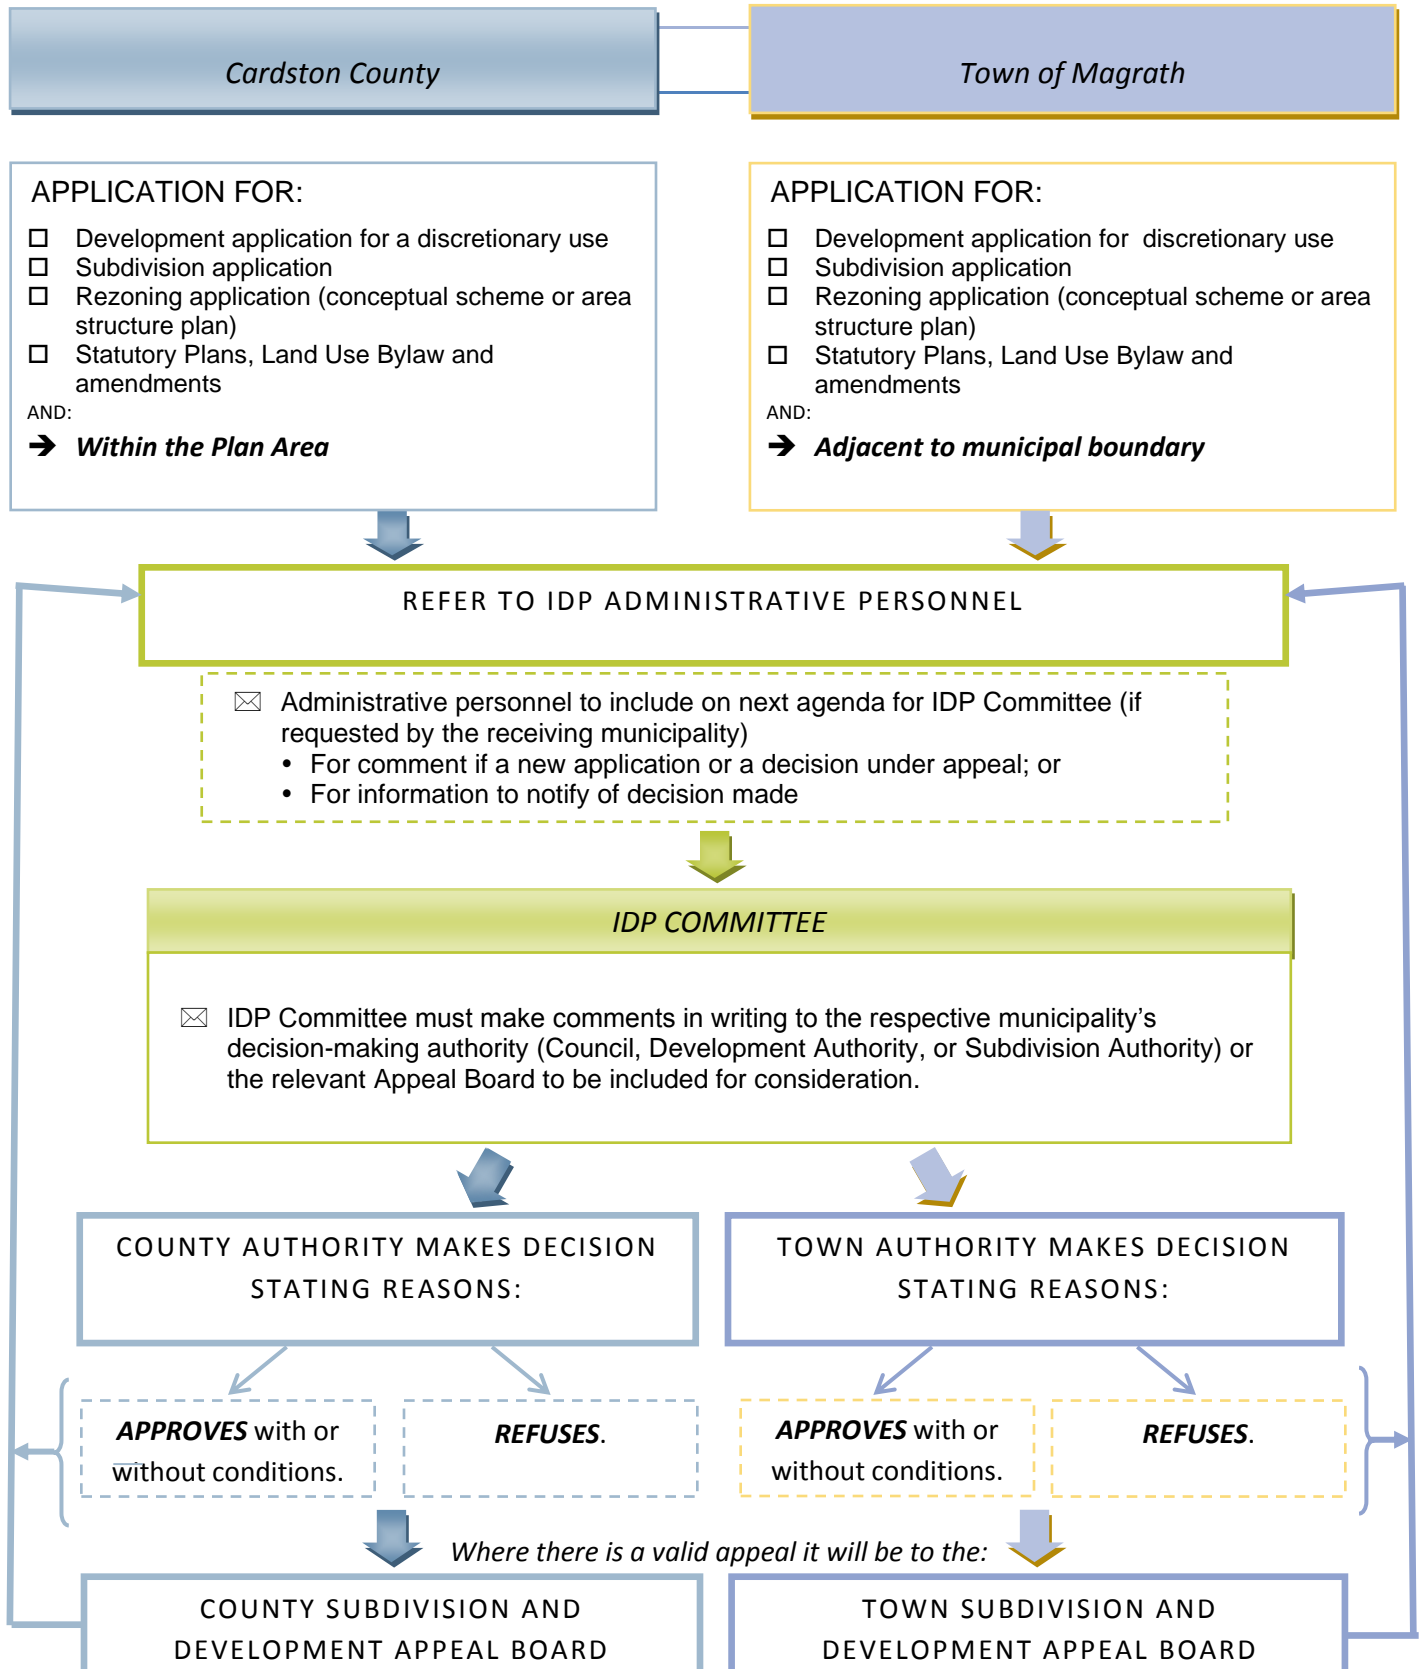 Cardston County
Town of Magrath
APPLICATION FOR:
Development application for a discretionary use
Subdivision application
Rezoning application (conceptual scheme or area
structure plan)
Statutory Plans, Land Use Bylaw and
amendments
AND:
Within the Plan Area
APPLICATION FOR:
Development application for discretionary use
Subdivision application
Rezoning application (conceptual scheme or area
structure plan)
Statutory Plans, Land Use Bylaw and
amendments
AND:
Adjacent to municipal boundary
REFER TO IDP ADMINISTRATIVE PERSONNEL
Administrative personnel to include on next agenda for IDP Committee (if
requested by the receiving municipality)
• For comment if a new application or a decision under appeal; or
• For information to notify of decision made
IDP COMMITTEE
IDP Committee must make comments in writing to the respective municipality's
decision-making authority (Council, Development Authority, or Subdivision Authority) or
the relevant Appeal Board to be included for consideration.
COUNTY AUTHORITY MAKES DECISION
STATING REASONS:
TOWN AUTHORITY MAKES DECISION
STATING REASONS:
APPROVES with or
without conditions.
REFUSES.
APPROVES with or
without conditions.
REFUSES.
Where there is a valid appeal it will be to the:
COUNTY SUBDIVISION AND
DEVELOPMENT APPEAL BOARD
TOWN SUBDIVISION AND
DEVELOPMENT APPEAL BOARD